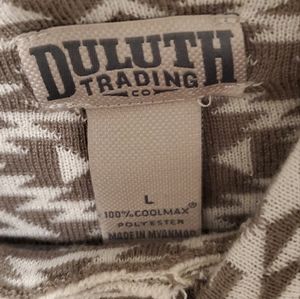 DULUTH
TRADING
CO
L
100% COOLMAX®
POLYESTER
MADE IN MYANMAR